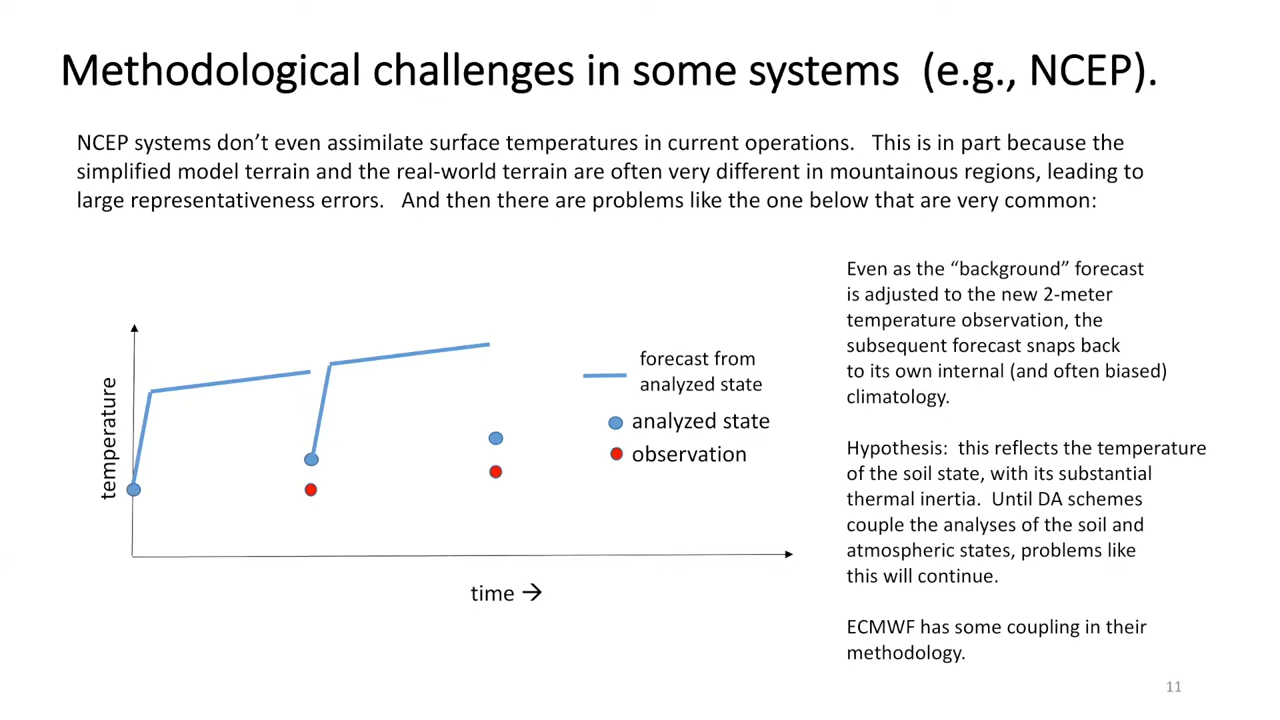 Methodological challenges in some systems (e.g., NCEP).
NCEP systems don’t even assimilate surface temperatures in current operations. This is in part because the
simplified model terrain and the real-world terrain are often very different in mountainous regions, leading to
large representativeness errors. And then there are problems like the one below that are very common:
temperature
time →
forecast from
analyzed state
analyzed state
observation
Even as the “background” forecast
is adjusted to the new 2-meter
temperature observation, the
subsequent forecast snaps back
to its own internal (and often biased)
climatology.
Hypothesis: this reflects the temperature
of the soil state, with its substantial
thermal inertia. Until DA schemes
couple the analyses of the soil and
atmospheric states, problems like
this will continue.
ECMWF has some coupling in their
methodology.
11